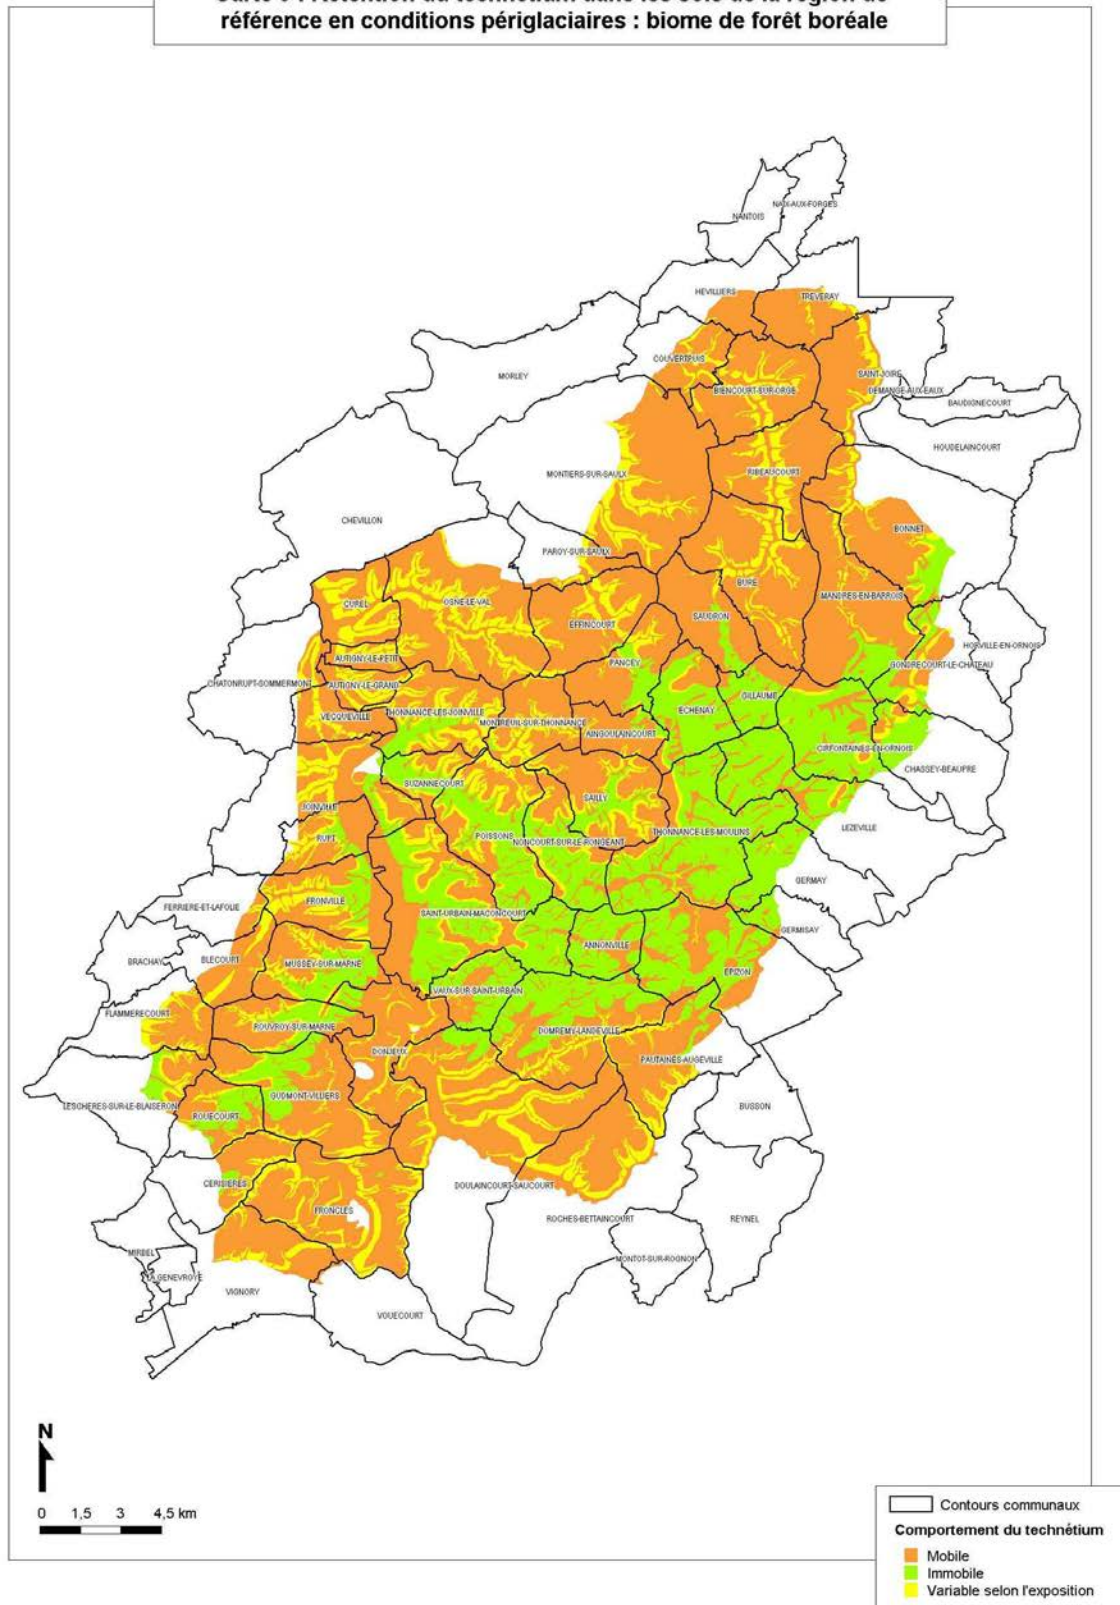 référence en conditions périglaciaires : biome de forêt boréale
NAIX-AUX-FORGES
NANTOIS
HEVILLIERS
TREVERAY
COUVERTPUIS
MORLEY
SAINT-JOIRE
BIENCOURT-SUR-ORGE
DEMANGE-AUX-EAUX
BAUDIGNECOURT
HOUDELAINCOURT
MONTIERS-SUR-SAULX
RIBEAUCOURT
CHEVILLON
BONNET
PAROY-SUR-SAULX
BURE
MANDRES-EN-BARROIS
CUREL
OSNE-LE-VAL
SAUDRON
EFFINCOURT
HORVILLE-EN-ORNOIS
AUTIGNY-LE-PETIT
PANCEY
GONDRECOURT-LE-CHATEAU
CHATONRUPT-SOMMERMONT
AUTIGNY-LE-GRAND
GILLAUME
ECHENAY
VECQUEVILLE
THONNANCE-LES-JOINVILLE
MONTREUIL-SUR-THONNANCE
AINGOULAINCOURT
CIRFONTAINES-EN-ORNOIS
CHASSEY-BEAUPRE
SUZANNECOURT
SAILLY
JOINVILLE
RUPT
POISSONS
NONCOURT-SUR-LE-RONGEANT
THONNANCE-LES-MOULINS
LEZEVILLE
GERMAY
FERRIERE-ET-LAFOLIE
FRONVILLE
SAINT-URBAIN-MACONCOURT
GERMISAY
ANNONVILLE
BRACHAY
BLECOURT
MUSSEY-SUR-MARNE
EPIZON
VAUX-SUR-SAINT-URBAIN
FLAMMERECOURT
ROUVROY-SUR-MARNE
DOMREMY-LANDEVILLE
DONJEUX
PAUTAINES-AUGEVILLE
GUDMONT-VILLIERS
LESCHERES-SUR-LE-BLAISERON
BUSSON
ROUECOURT
CERISIERES
DOULAINCOURT-SAUCOURT
FRONCLES
ROCHES-BETTAINCOURT
REYNEL
MIRBEL
MONTOT-SUR-ROGNON
LA GENEVROYE
VIGNORY
VOUECOURT
N
0 1,5 3 4,5 km
Contours communaux
Comportement du technétium
Mobile
Immobile
Variable selon l'exposition